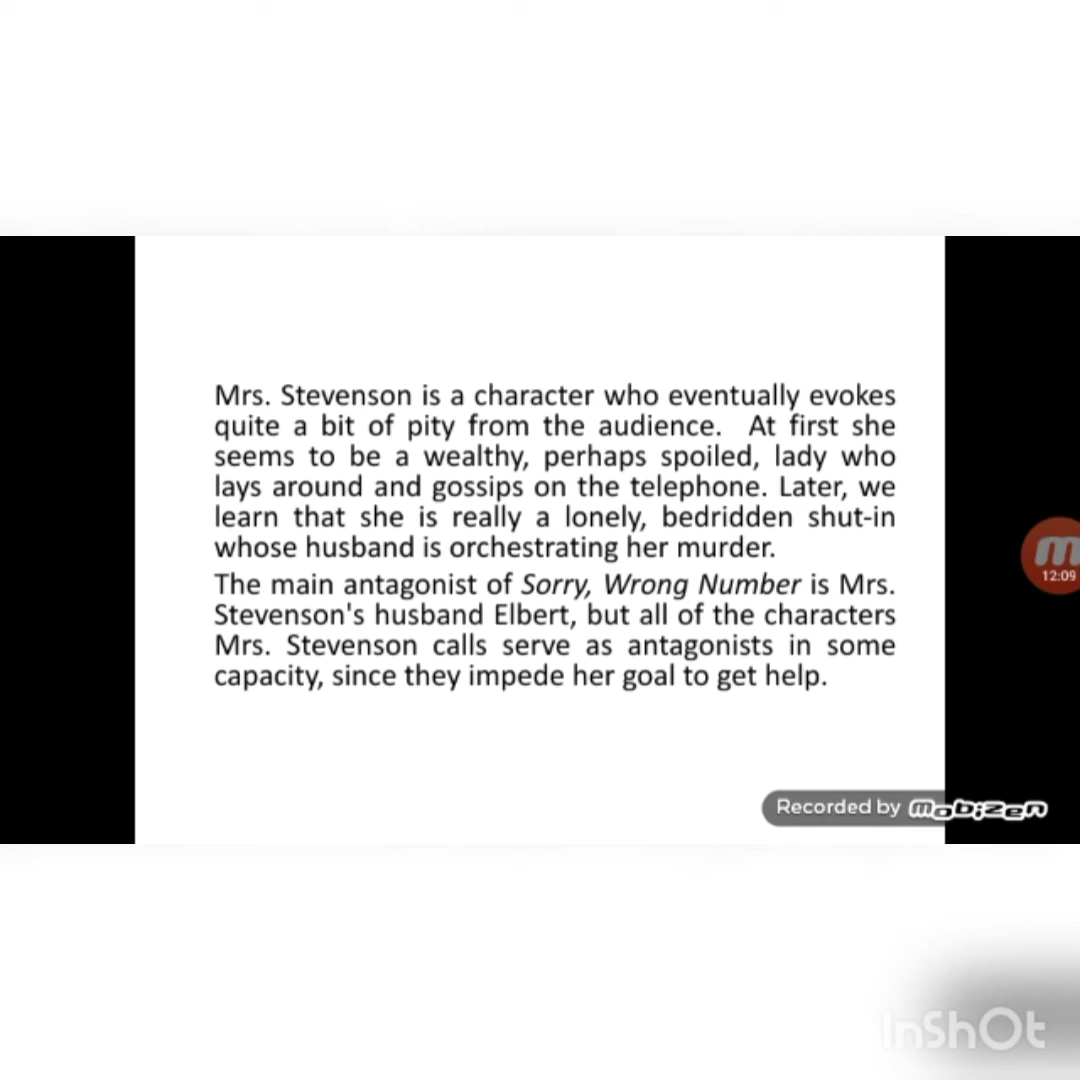 Mrs. Stevenson is a character who eventually evokes
quite a bit of pity from the audience. At first she
seems to be a wealthy, perhaps spoiled, lady who
lays around and gossips on the telephone. Later, we
learn that she is really a lonely, bedridden shut-in
whose husband is orchestrating her murder.
The main antagonist of Sorry, Wrong Number is Mrs.
Stevenson's husband Elbert, but all of the characters
Mrs. Stevenson calls serve as antagonists in some
capacity, since they impede her goal to get help.
m
12:09
Recorded by mobizen
InShOt